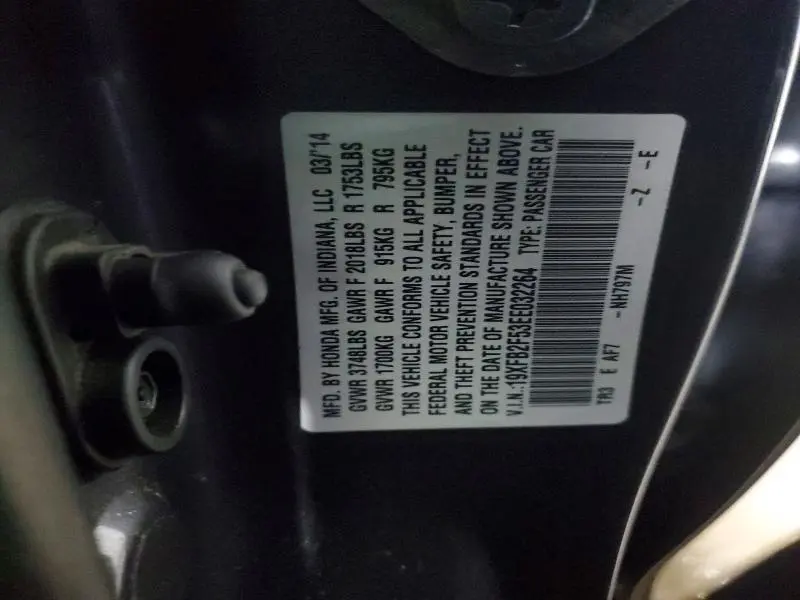 MFD. BY HONDA MFG. OF INDIANA, LLC 03/'14
GVWR 3748LBS GAWR F 2018LBS R 1753LBS
GVWR 1700KG GAWR F 915KG R 795KG
THIS VEHICLE CONFORMS TO ALL APPLICABLE
FEDERAL MOTOR VEHICLE SAFETY, BUMPER,
AND THEFT PREVENTION STANDARDS IN EFFECT
ON THE DATE OF MANUFACTURE SHOWN ABOVE.
V.I.N.:19XFB2F53EE032264 TYPE: PASSENGER CAR
TR3 E AF7 -NH797M -Z -E